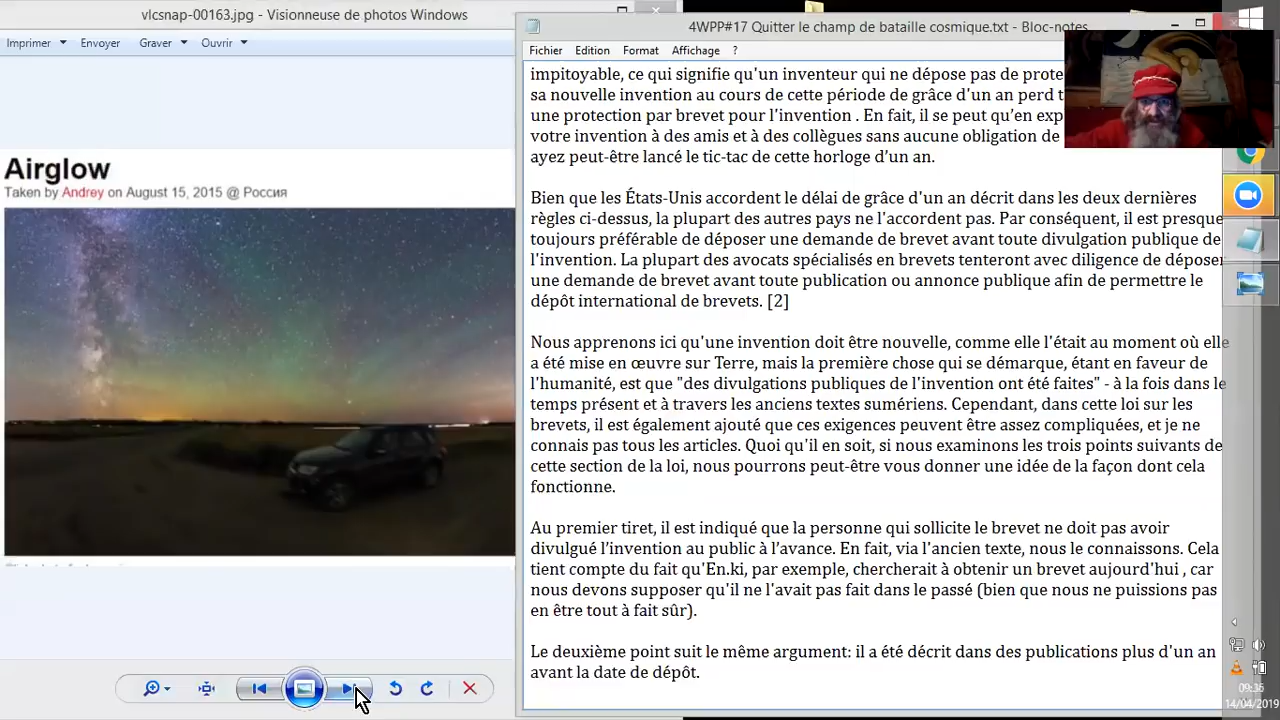 vlcsnap-00163.jpg - Visionneuse de photos Windows
Imprimer Envoyer Graver Ouvrir
Airglow
Taken by Andrey on August 15, 2015 @ Россия
4WPP#17 Quitter le champ de bataille cosmique.txt - Bloc-notes
Fichier Edition Format Affichage ?
impitoyable, ce qui signifie qu'un inventeur qui ne dépose pas de prote
sa nouvelle invention au cours de cette période de grâce d'un an perd t
une protection par brevet pour l'invention . En fait, il se peut qu’en exp
votre invention à des amis et à des collègues sans aucune obligation de
ayez peut-être lancé le tic-tac de cette horloge d’un an.
Bien que les États-Unis accordent le délai de grâce d'un an décrit dans les deux dernières
règles ci-dessus, la plupart des autres pays ne l'accordent pas. Par conséquent, il est presque
toujours préférable de déposer une demande de brevet avant toute divulgation publique de
l'invention. La plupart des avocats spécialisés en brevets tenteront avec diligence de déposer
une demande de brevet avant toute publication ou annonce publique afin de permettre le
dépôt international de brevets. [2]
Nous apprenons ici qu'une invention doit être nouvelle, comme elle l'était au moment où elle
a été mise en œuvre sur Terre, mais la première chose qui se démarque, étant en faveur de
l'humanité, est que "des divulgations publiques de l'invention ont été faites" - à la fois dans le
temps présent et à travers les anciens textes sumériens. Cependant, dans cette loi sur les
brevets, il est également ajouté que ces exigences peuvent être assez compliquées, et je ne
connais pas tous les articles. Quoi qu'il en soit, si nous examinons les trois points suivants de
cette section de la loi, nous pourrons peut-être vous donner une idée de la façon dont cela
fonctionne.
Au premier tiret, il est indiqué que la personne qui sollicite le brevet ne doit pas avoir
divulgué l’invention au public à l’avance. En fait, via l'ancien texte, nous le connaissons. Cela
tient compte du fait qu'En.ki, par exemple, chercherait à obtenir un brevet aujourd'hui , car
nous devons supposer qu'il ne l'avait pas fait dans le passé (bien que nous ne puissions pas
en être tout à fait sûr).
Le deuxième point suit le même argument: il a été décrit dans des publications plus d'un an
avant la date de dépôt.
09:36
14/04/2019